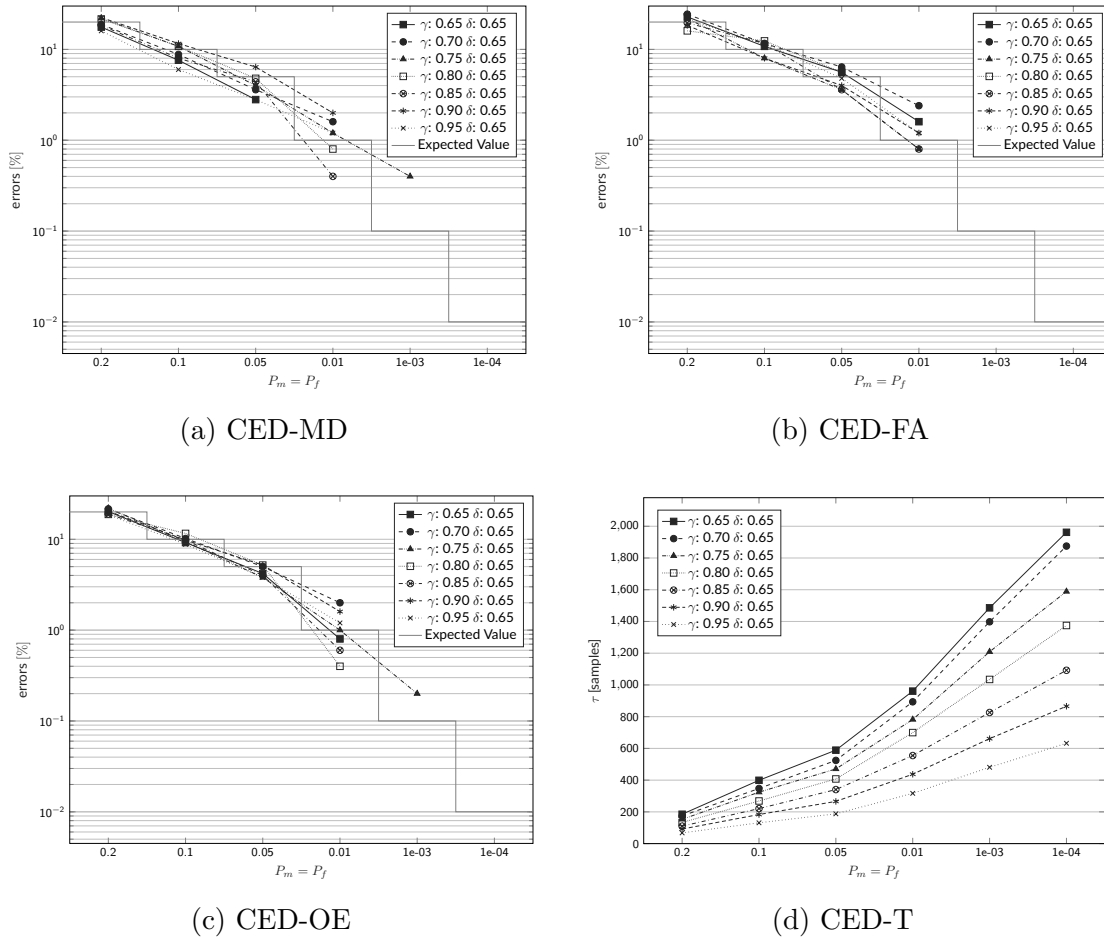 10^1
10^0
10^−1
10^−2
errors [%]
0.2 0.1 0.05 0.01 1e-03 1e-04
P_m = P_f
γ: 0.65 δ: 0.65
γ: 0.70 δ: 0.65
γ: 0.75 δ: 0.65
γ: 0.80 δ: 0.65
γ: 0.85 δ: 0.65
γ: 0.90 δ: 0.65
γ: 0.95 δ: 0.65
Expected Value
(a) CED-MD
10^1
10^0
10^−1
10^−2
errors [%]
0.2 0.1 0.05 0.01 1e-03 1e-04
P_m = P_f
γ: 0.65 δ: 0.65
γ: 0.70 δ: 0.65
γ: 0.75 δ: 0.65
γ: 0.80 δ: 0.65
γ: 0.85 δ: 0.65
γ: 0.90 δ: 0.65
γ: 0.95 δ: 0.65
Expected Value
(b) CED-FA
10^1
10^0
10^−1
10^−2
errors [%]
0.2 0.1 0.05 0.01 1e-03 1e-04
P_m = P_f
γ: 0.65 δ: 0.65
γ: 0.70 δ: 0.65
γ: 0.75 δ: 0.65
γ: 0.80 δ: 0.65
γ: 0.85 δ: 0.65
γ: 0.90 δ: 0.65
γ: 0.95 δ: 0.65
Expected Value
(c) CED-OE
2,000
1,800
1,600
1,400
1,200
1,000
800
600
400
200
0
τ [samples]
0.2 0.1 0.05 0.01 1e-03 1e-04
P_m = P_f
γ: 0.65 δ: 0.65
γ: 0.70 δ: 0.65
γ: 0.75 δ: 0.65
γ: 0.80 δ: 0.65
γ: 0.85 δ: 0.65
γ: 0.90 δ: 0.65
γ: 0.95 δ: 0.65
(d) CED-T